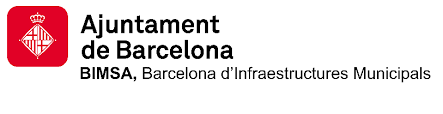 Ajuntament
de Barcelona
BIMSA, Barcelona d'Infraestructures Municipals